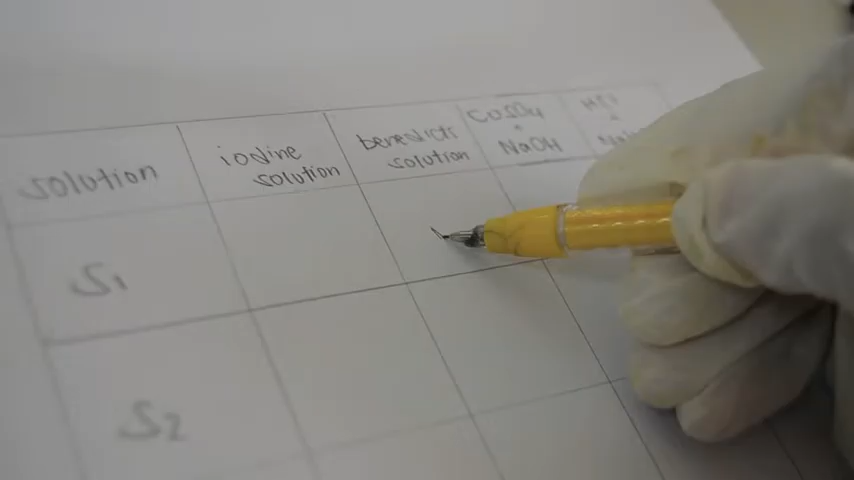 solution
iodine
solution
benedict's
solution
CuSO4
+
NaOH
S1
S2